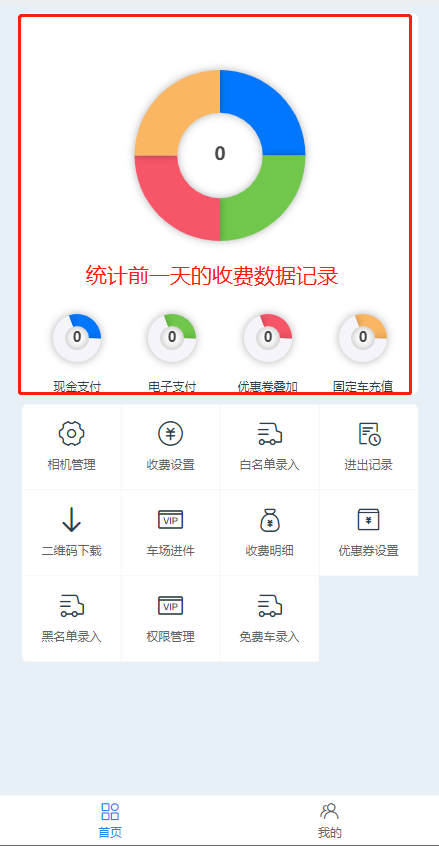 0
统计前一天的收费数据记录
0
0
0
0
现金支付
电子支付
优惠卷叠加
固定车充值
相机管理
收费设置
白名单录入
进出记录
二维码下载
VIP
车场进件
收费明细
优惠券设置
黑名单录入
VIP
权限管理
免费车录入
首页
我的